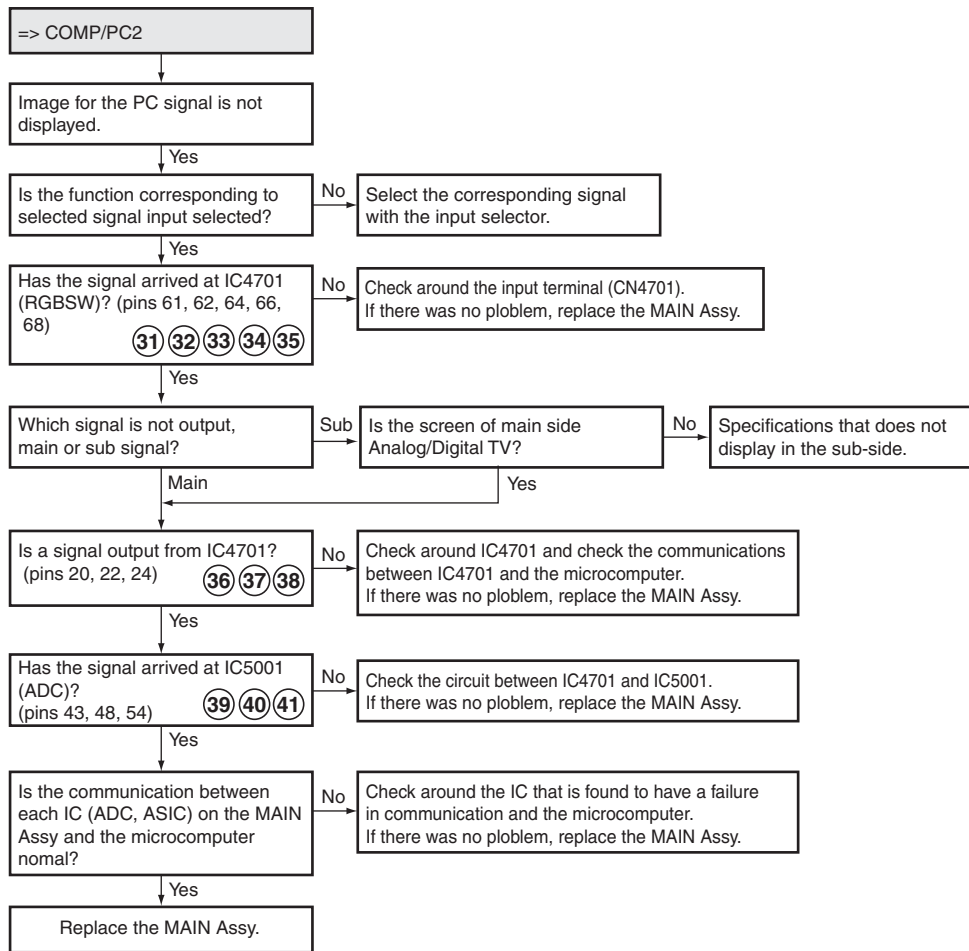 => COMP/PC2
Image for the PC signal is not
displayed.
Yes
Is the function corresponding to
selected signal input selected?
No
Select the corresponding signal
with the input selector.
Yes
Has the signal arrived at IC4701
(RGBSW)? (pins 61, 62, 64, 66,
68)
31 32 33 34 35
No
Check around the input terminal (CN4701).
If there was no ploblem, replace the MAIN Assy.
Yes
Which signal is not output,
main or sub signal?
Sub
Is the screen of main side
Analog/Digital TV?
No
Specifications that does not
display in the sub-side.
Main
Yes
Is a signal output from IC4701?
(pins 20, 22, 24)
36 37 38
No
Check around IC4701 and check the communications
between IC4701 and the microcomputer.
If there was no ploblem, replace the MAIN Assy.
Yes
Has the signal arrived at IC5001
(ADC)?
(pins 43, 48, 54)
39 40 41
No
Check the circuit between IC4701 and IC5001.
If there was no ploblem, replace the MAIN Assy.
Yes
Is the communication between
each IC (ADC, ASIC) on the MAIN
Assy and the microcomputer
nomal?
No
Check around the IC that is found to have a failure
in communication and the microcomputer.
If there was no ploblem, replace the MAIN Assy.
Yes
Replace the MAIN Assy.